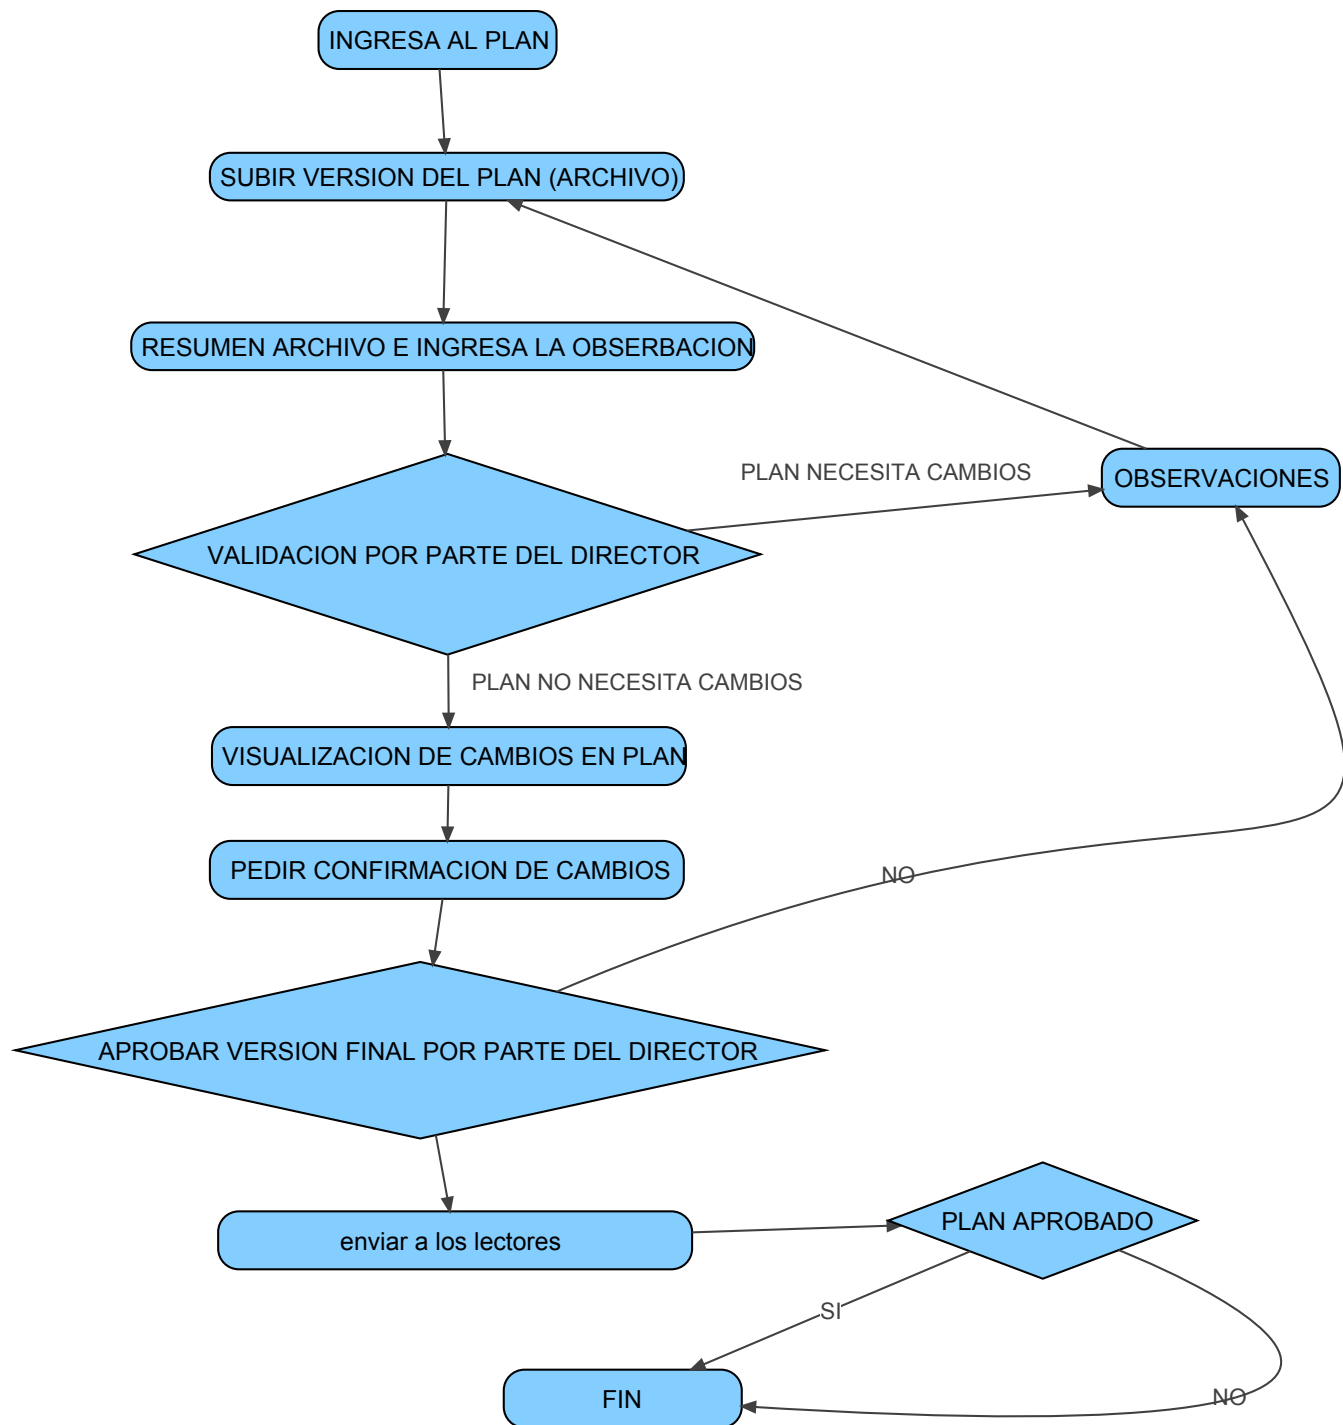 INGRESA AL PLAN
SUBIR VERSION DEL PLAN (ARCHIVO)
RESUMEN ARCHIVO E INGRESA LA OBSERBACION
PLAN NECESITA CAMBIOS
OBSERVACIONES
VALIDACION POR PARTE DEL DIRECTOR
PLAN NO NECESITA CAMBIOS
VISUALIZACION DE CAMBIOS EN PLAN
PEDIR CONFIRMACION DE CAMBIOS
NO
APROBAR VERSION FINAL POR PARTE DEL DIRECTOR
PLAN APROBADO
enviar a los lectores
SI
FIN
NO